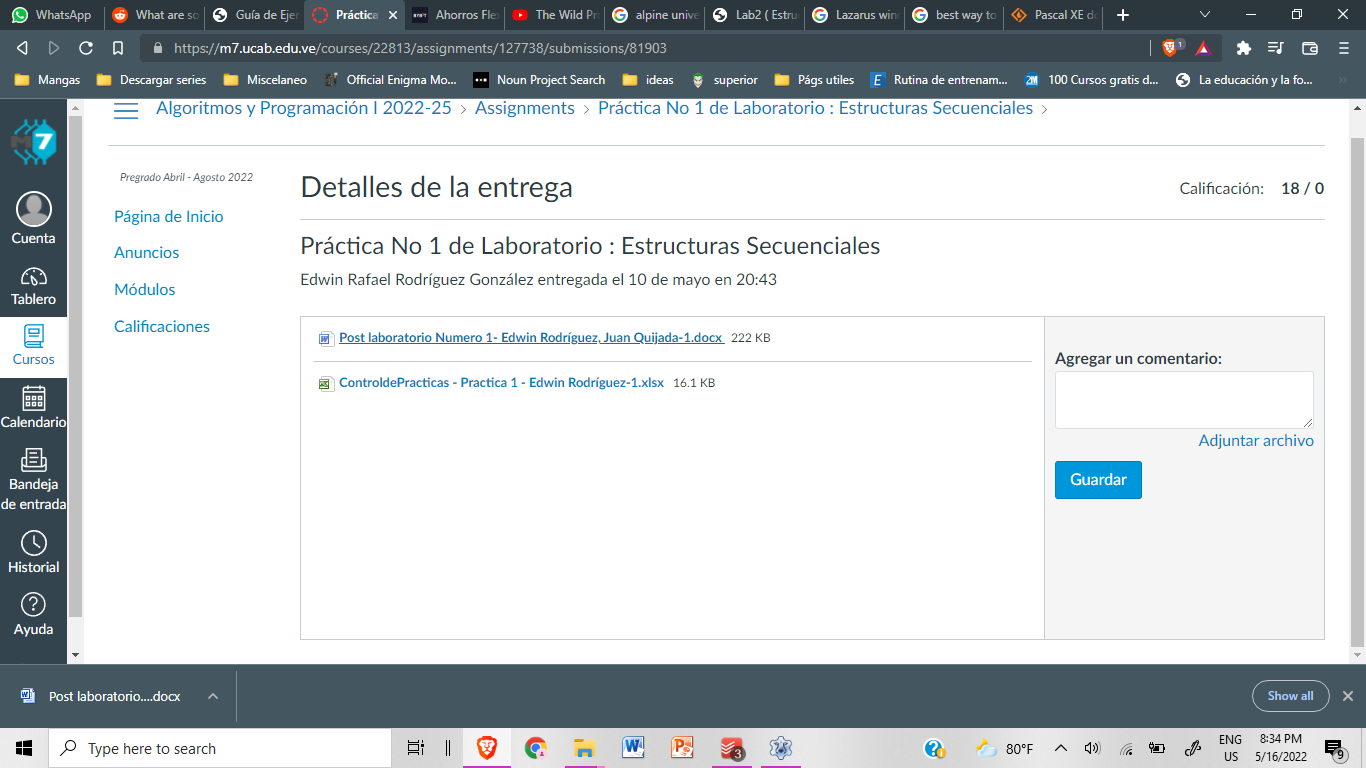 WhatsApp
What are so
Guía de Ejer
Práctica
Ahorros Flex
The Wild Pro
alpine unive
Lab2 ( Estru
Lazarus wind
best way to
Pascal XE do
https://m7.ucab.edu.ve/courses/22813/assignments/127738/submissions/81903
1
Mangas
Descargar series
Miscelaneo
Official Enigma Mo...
Noun Project Search
ideas
superior
Págs utiles
Rutina de entrenam...
100 Cursos gratis d...
La educación y la fo...
Algoritmos y Programación I 2022-25 > Assignments > Práctica No 1 de Laboratorio : Estructuras Secuenciales >
M7
Cuenta
Tablero
Cursos
Calendario
Bandeja
de entrada
Historial
Ayuda
Pregrado Abril - Agosto 2022
Página de Inicio
Anuncios
Módulos
Calificaciones
Detalles de la entrega
Calificación: 18 / 0
Práctica No 1 de Laboratorio : Estructuras Secuenciales
Edwin Rafael Rodríguez González entregada el 10 de mayo en 20:43
Post laboratorio Numero 1- Edwin Rodríguez, Juan Quijada-1.docx 222 KB
ControldePracticas - Practica 1 - Edwin Rodríguez-1.xlsx 16.1 KB
Agregar un comentario:
Adjuntar archivo
Guardar
Post laboratorio....docx
Show all
Type here to search
3
80°F
ENG
US
8:34 PM
5/16/2022
9